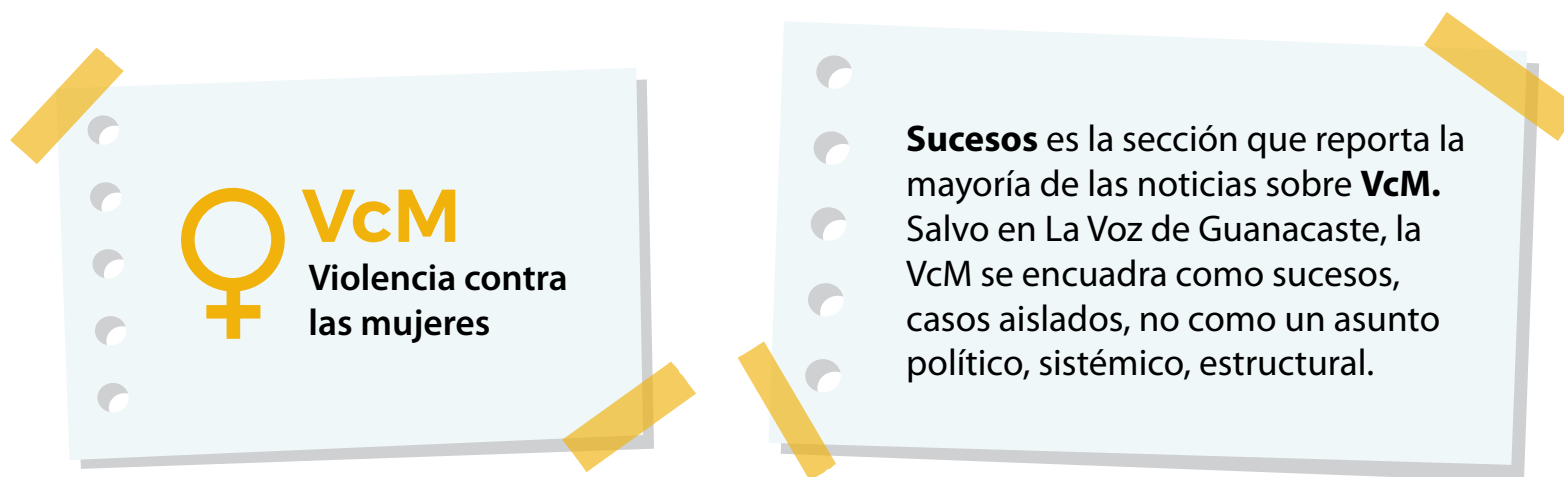 VcM
Violencia contra
las mujeres
Sucesos es la sección que reporta la
mayoría de las noticias sobre VcM.
Salvo en La Voz de Guanacaste, la
VcM se encuadra como sucesos,
casos aislados, no como un asunto
político, sistémico, estructural.